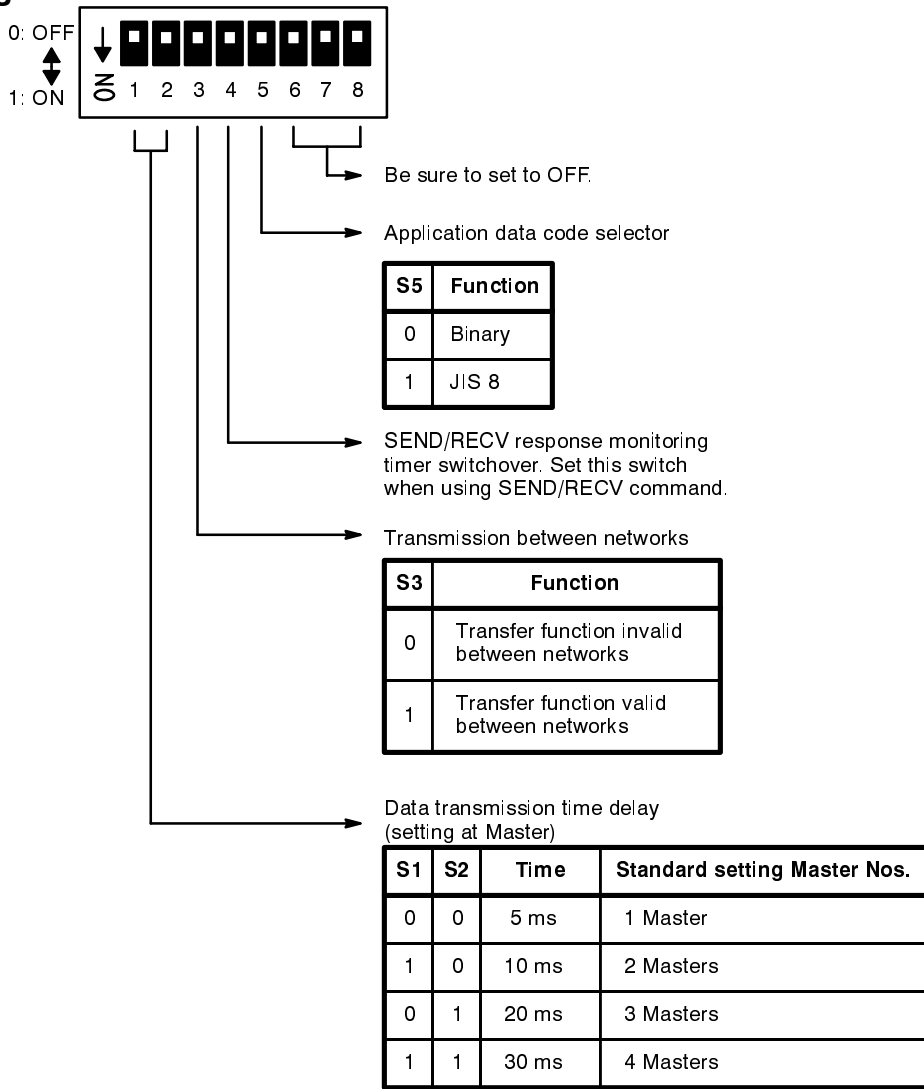 0: OFF
1: ON
ON
1 2 3 4 5 6 7 8
Be sure to set to OFF.
Application data code selector
S5 Function
0 Binary
1 JIS 8
SEND/RECV response monitoring
timer switchover. Set this switch
when using SEND/RECV command.
Transmission between networks
S3 Function
0 Transfer function invalid
between networks
1 Transfer function valid
between networks
Data transmission time delay
(setting at Master)
S1 S2 Time Standard setting Master Nos.
0 0 5 ms 1 Master
1 0 10 ms 2 Masters
0 1 20 ms 3 Masters
1 1 30 ms 4 Masters